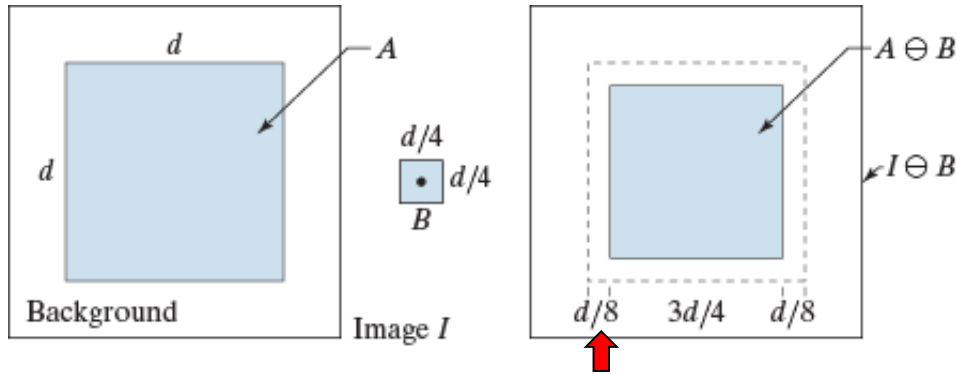 d
A
d
d/4
d/4
B
Background
Image I
A ⊖ B
I ⊖ B
d/8
3d/4
d/8